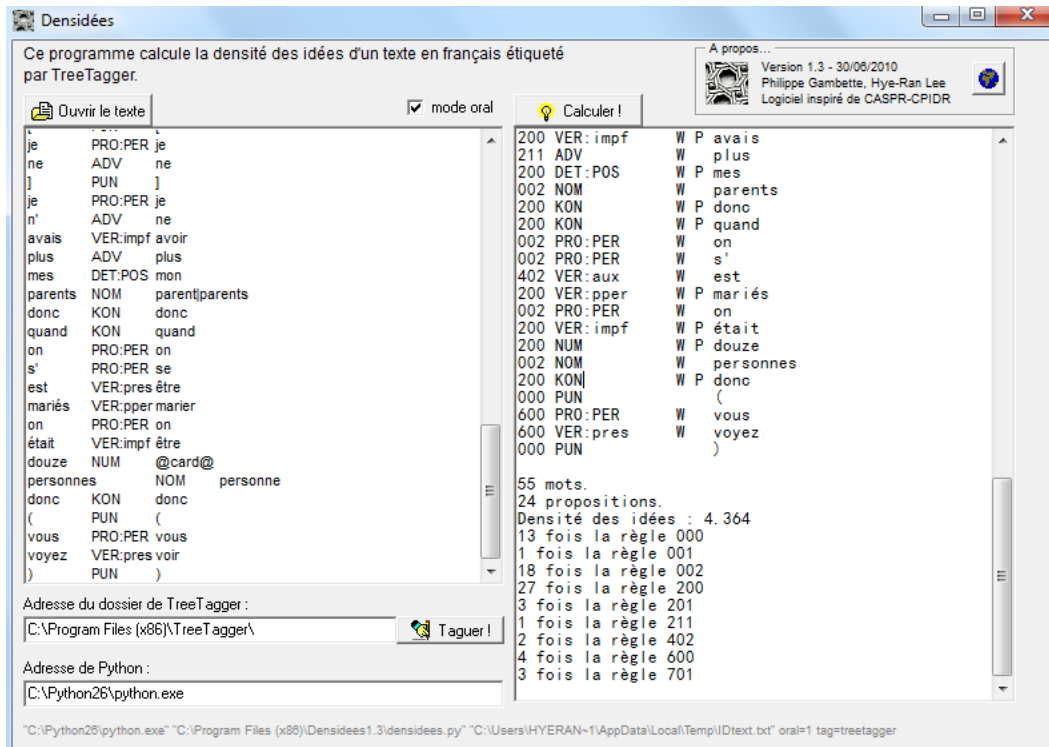 Densidées
Ce programme calcule la densité des idées d'un texte en français étiqueté
par TreeTagger.
A propos...
Version 1.3 - 30/06/2010
Philippe Gambette, Hye-Ran Lee
Logiciel inspiré de CASPR-CPIDR
Ouvrir le texte
mode oral
Calculer !
je PRO:PER je
ne ADV ne
] PUN ]
je PRO:PER je
n' ADV ne
avais VER:impf avoir
plus ADV plus
mes DET:POS mon
parents NOM parent|parents
donc KON donc
quand KON quand
on PRO:PER on
s' PRO:PER se
est VER:pres être
mariés VER:pper marier
on PRO:PER on
était VER:impf être
douze NUM @card@
personnes NOM personne
donc KON donc
( PUN (
vous PRO:PER vous
voyez VER:pres voir
) PUN )
Adresse du dossier de TreeTagger :
C:\Program Files (x86)\TreeTagger\
Taguer !
Adresse de Python :
C:\Python26\python.exe
200 VER:impf W P avais
211 ADV W plus
200 DET:POS W P mes
002 NOM W parents
200 KON W P donc
200 KON W P quand
002 PRO:PER W on
002 PRO:PER W s'
402 VER:aux W est
200 VER:pper W P mariés
002 PRO:PER W on
200 VER:impf W P était
200 NUM W P douze
002 NOM W personnes
200 KON W P donc
000 PUN (
600 PRO:PER W vous
600 VER:pres W voyez
000 PUN )
55 mots.
24 propositions.
Densité des idées : 4.364
13 fois la règle 000
1 fois la règle 001
18 fois la règle 002
27 fois la règle 200
3 fois la règle 201
1 fois la règle 211
2 fois la règle 402
4 fois la règle 600
3 fois la règle 701
"C:\Python26\python.exe" "C:\Program Files (x86)\Densidees1.3\densidees.py" "C:\Users\HYERAN~1\AppData\Local\Temp\IDtext.txt" oral=1 tag=treetagger